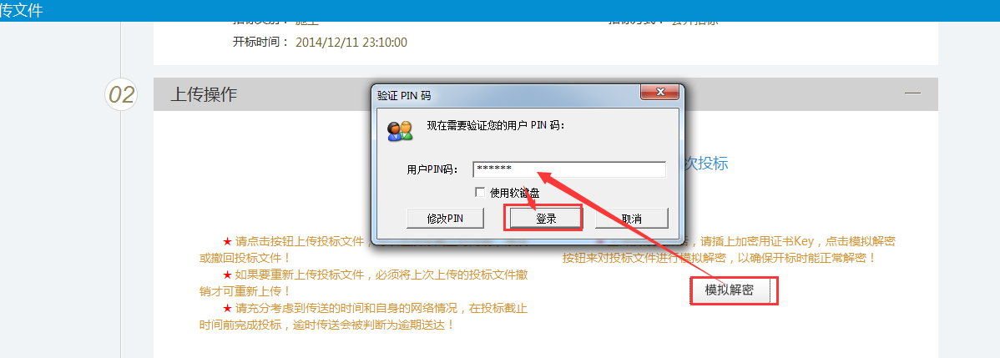 传文件
开标时间： 2014/12/11 23:10:00
02
上传操作
验证 PIN 码
现在需要验证您的用户 PIN 码：
次投标
用户PIN码： ******
使用软键盘
修改PIN 登录 取消
★ 请点击按钮上传投标文件，
或撤回投标文件！
★ 如果要重新上传投标文件，必须将上次上传的投标文件撤
销才可重新上传！
★ 请充分考虑到传送的时间和自身的网络情况，在投标截止
时间前完成投标，逾时传送会被判断为逾期送达！
，请插上加密用证书Key，点击模拟解密
按钮来对投标文件进行模拟解密，以确保开标时能正常解密！
模拟解密